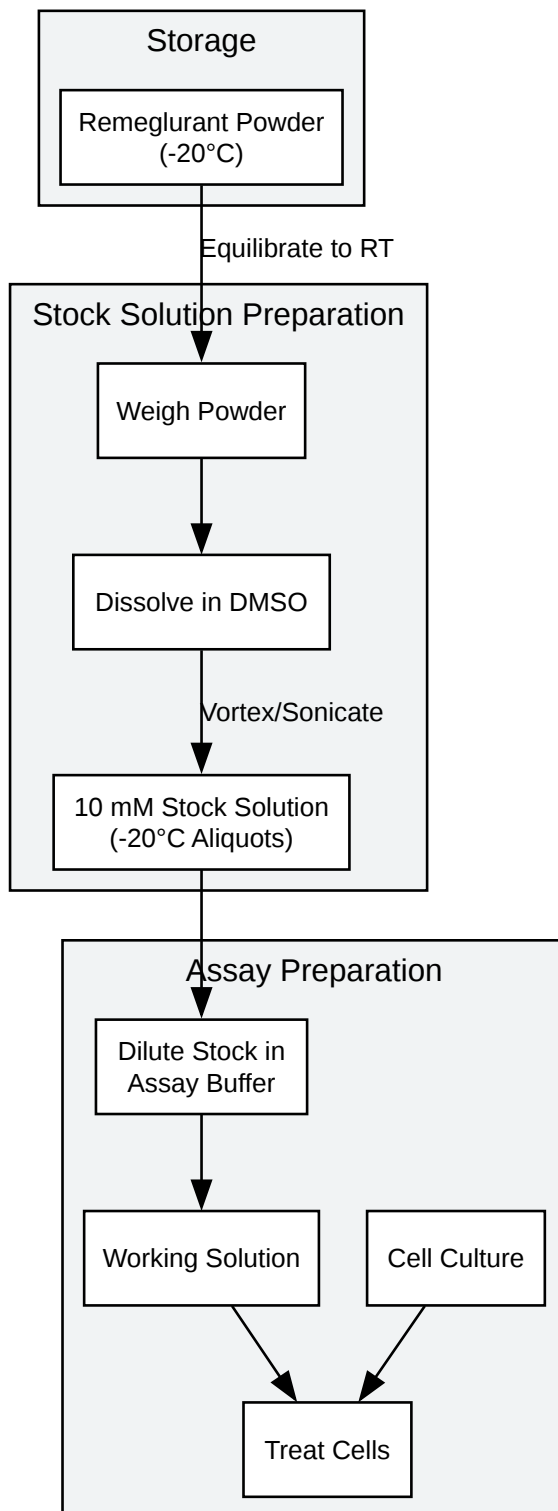 Storage
Remeglurant Powder
(-20°C)
Equilibrate to RT
Stock Solution Preparation
Weigh Powder
Dissolve in DMSO
Vortex/Sonicate
10 mM Stock Solution
(-20°C Aliquots)
Assay Preparation
Dilute Stock in
Assay Buffer
Working Solution
Cell Culture
Treat Cells